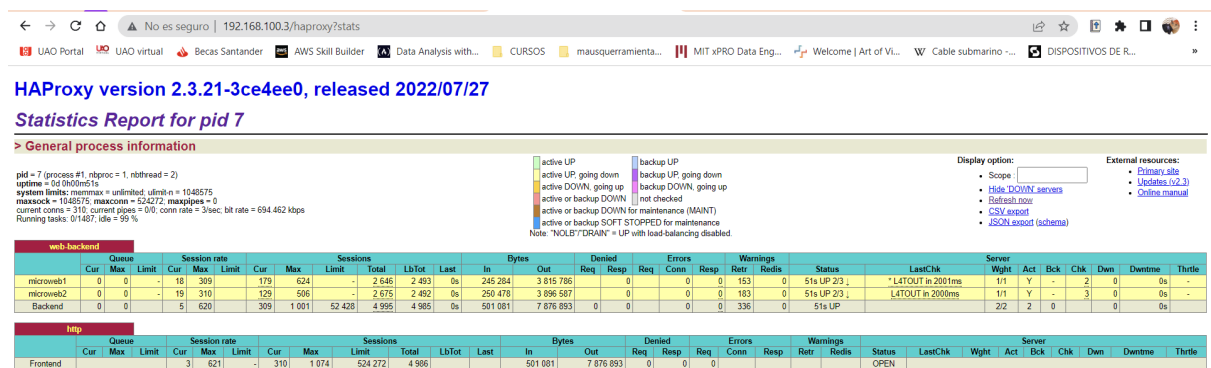 No es seguro | 192.168.100.3/haproxy?stats
UAO Portal UAO virtual Becas Santander AWS Skill Builder Data Analysis with... CURSOS mausquerramienta... MIT xPRO Data Eng... Welcome | Art of Vi... Cable submarino -... DISPOSITIVOS DE R... »
HAProxy version 2.3.21-3ce4ee0, released 2022/07/27
Statistics Report for pid 7
> General process information
pid = 7 (process #1, nbproc = 1, nbthread = 2)
uptime = 0d 0h00m51s
system limits: memmax = unlimited; ulimit-n = 1048575
maxsock = 1048575; maxconn = 524272; maxpipes = 0
current conns = 310; current pipes = 0/0; conn rate = 3/sec; bit rate = 694.462 kbps
Running tasks: 0/1487; idle = 99 %
active UP backup UP
active UP, going down backup UP, going down
active DOWN, going up backup DOWN, going up
active or backup DOWN not checked
active or backup DOWN for maintenance (MAINT)
active or backup SOFT STOPPED for maintenance
Note: "NOLB"/"DRAIN" = UP with load-balancing disabled.
Display option:
Scope :
Hide 'DOWN' servers
Refresh now
CSV export
JSON export (schema)
External resources:
Primary site
Updates (v2.3)
Online manual
web-backend
Queue Session rate Sessions Bytes Denied Errors Warnings Server
Cur Max Limit Cur Max Limit Cur Max Limit Total LbTot Last In Out Req Resp Req Conn Resp Retr Redis Status LastChk Wght Act Bck Chk Dwn Dwntme Thrtle
microweb1 0 0 - 18 309 179 624 - 2 646 2 493 0s 245 284 3 815 786 0 0 0 153 0 51s UP 2/3 ↓ * L4TOUT in 2001ms 1/1 Y - 2 0 0s -
microweb2 0 0 - 19 310 129 506 - 2 675 2 492 0s 250 478 3 896 587 0 0 0 183 0 51s UP 2/3 ↓ L4TOUT in 2000ms 1/1 Y - 3 0 0s -
Backend 0 0 5 620 309 1 001 52 428 4 995 4 985 0s 501 081 7 876 893 0 0 0 0 336 0 51s UP 2/2 2 0 0 0s
http
Queue Session rate Sessions Bytes Denied Errors Warnings Server
Cur Max Limit Cur Max Limit Cur Max Limit Total LbTot Last In Out Req Resp Req Conn Resp Retr Redis Status LastChk Wght Act Bck Chk Dwn Dwntme Thrtle
Frontend 3 621 - 310 1 074 524 272 4 986 501 081 7 876 893 0 0 0 OPEN